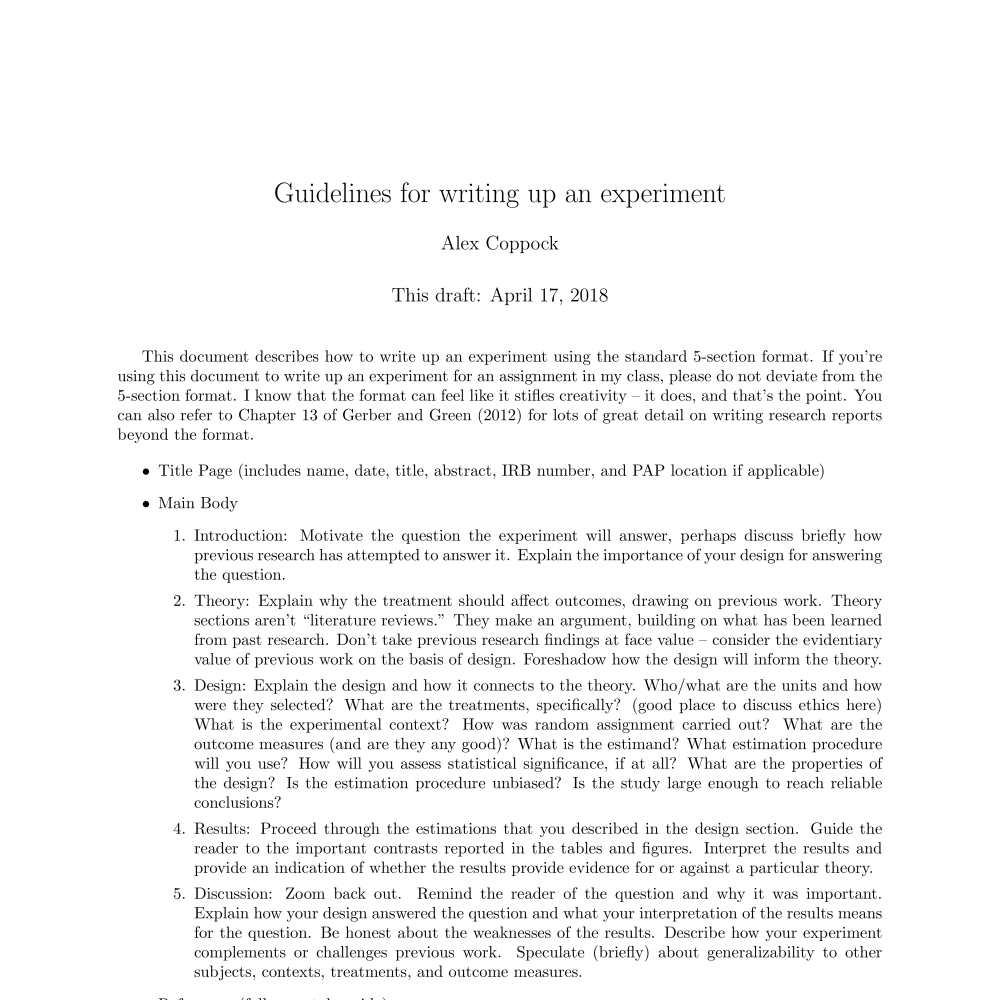 Guidelines for writing up an experiment
Alex Coppock
This draft: April 17, 2018
This document describes how to write up an experiment using the standard 5-section format. If you're
using this document to write up an experiment for an assignment in my class, please do not deviate from the
5-section format. I know that the format can feel like it stifles creativity – it does, and that's the point. You
can also refer to Chapter 13 of Gerber and Green (2012) for lots of great detail on writing research reports
beyond the format.
• Title Page (includes name, date, title, abstract, IRB number, and PAP location if applicable)
• Main Body
1. Introduction: Motivate the question the experiment will answer, perhaps discuss briefly how
previous research has attempted to answer it. Explain the importance of your design for answering
the question.
2. Theory: Explain why the treatment should affect outcomes, drawing on previous work. Theory
sections aren't “literature reviews.” They make an argument, building on what has been learned
from past research. Don't take previous research findings at face value – consider the evidentiary
value of previous work on the basis of design. Foreshadow how the design will inform the theory.
3. Design: Explain the design and how it connects to the theory. Who/what are the units and how
were they selected? What are the treatments, specifically? (good place to discuss ethics here)
What is the experimental context? How was random assignment carried out? What are the
outcome measures (and are they any good)? What is the estimand? What estimation procedure
will you use? How will you assess statistical significance, if at all? What are the properties of
the design? Is the estimation procedure unbiased? Is the study large enough to reach reliable
conclusions?
4. Results: Proceed through the estimations that you described in the design section. Guide the
reader to the important contrasts reported in the tables and figures. Interpret the results and
provide an indication of whether the results provide evidence for or against a particular theory.
5. Discussion: Zoom back out. Remind the reader of the question and why it was important.
Explain how your design answered the question and what your interpretation of the results means
for the question. Be honest about the weaknesses of the results. Describe how your experiment
complements or challenges previous work. Speculate (briefly) about generalizability to other
subjects, contexts, treatments, and outcome measures.